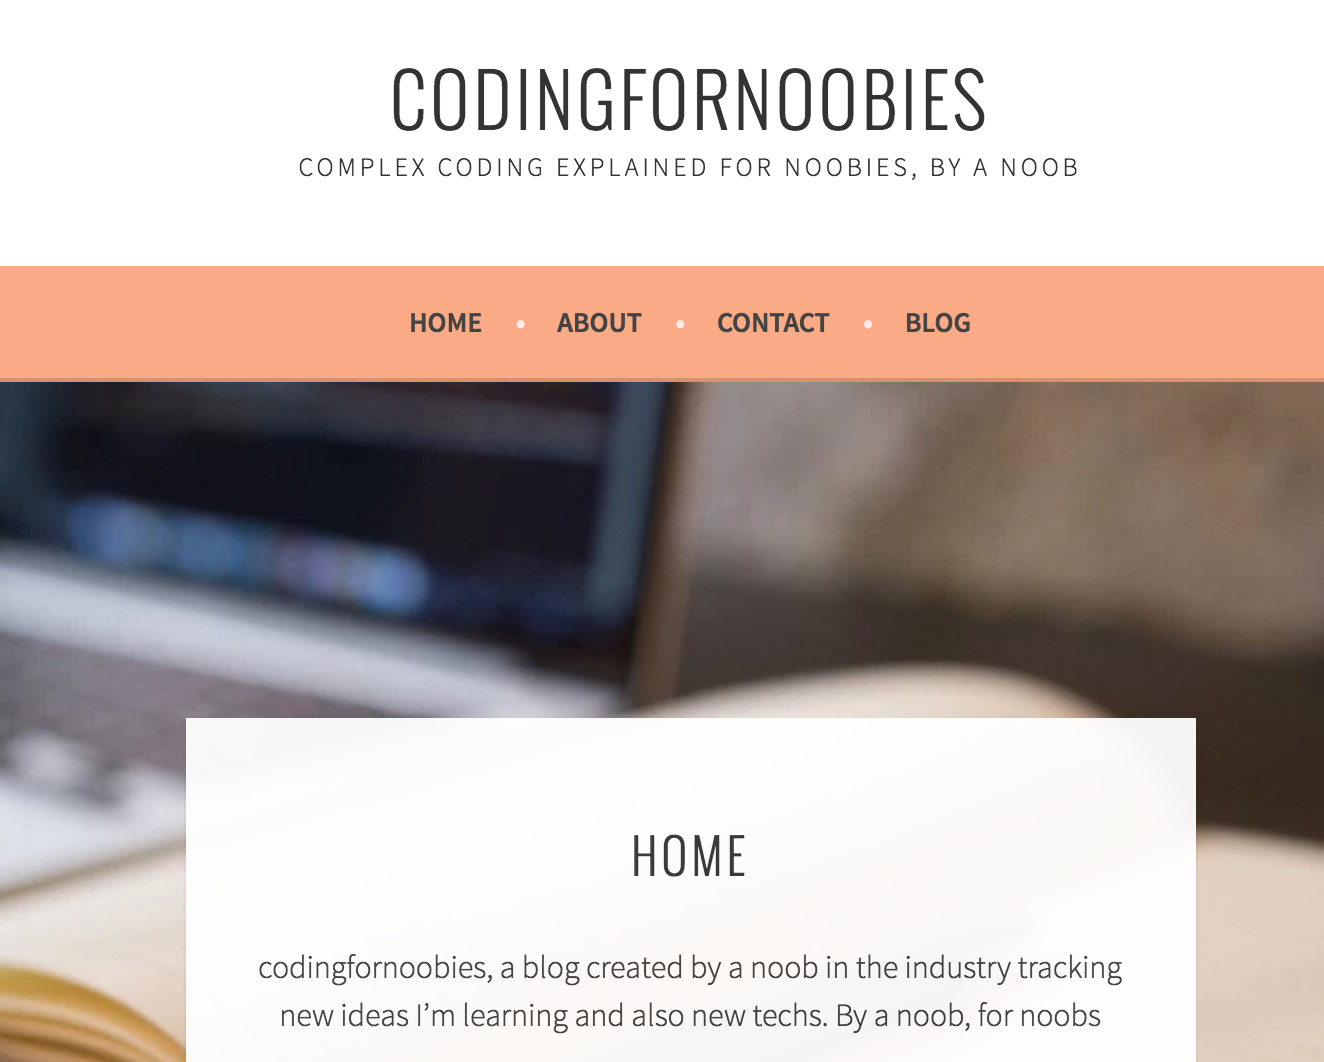 CODINGFORNOOBIES
COMPLEX CODING EXPLAINED FOR NOOBIES, BY A NOOB
HOME • ABOUT • CONTACT • BLOG
HOME
codingfornoobies, a blog created by a noob in the industry tracking
new ideas I’m learning and also new techs. By a noob, for noobs